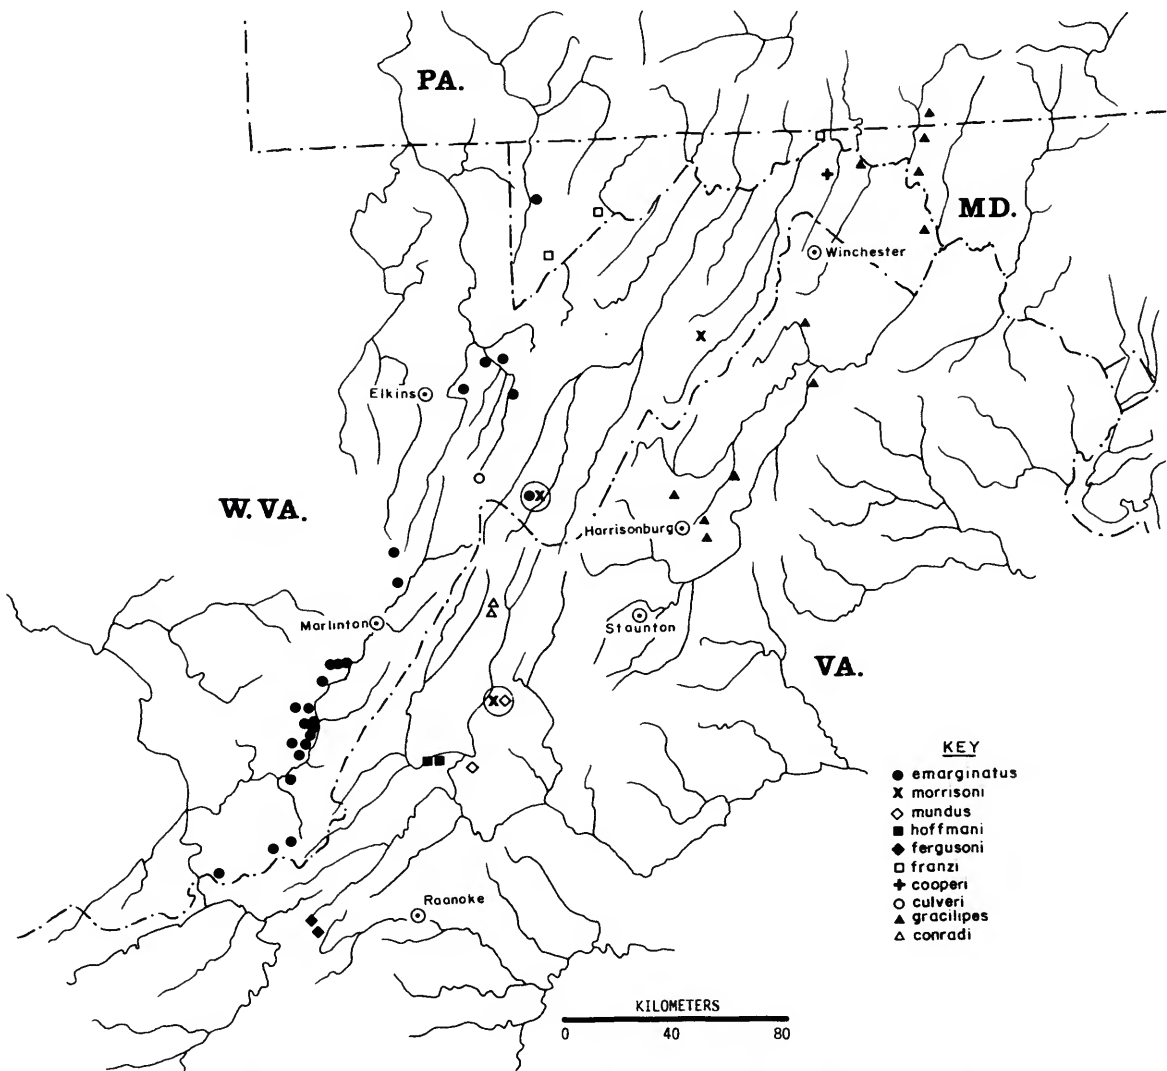 PA.
MD.
Winchester
Elkins
W. VA.
Harrisonburg
Marlinton
Staunton
VA.
KEY
emarginatus
morrisoni
mundus
hoffmani
fergusoni
franzi
cooperi
culveri
gracilipes
conradi
Roanoke
KILOMETERS
0 40 80